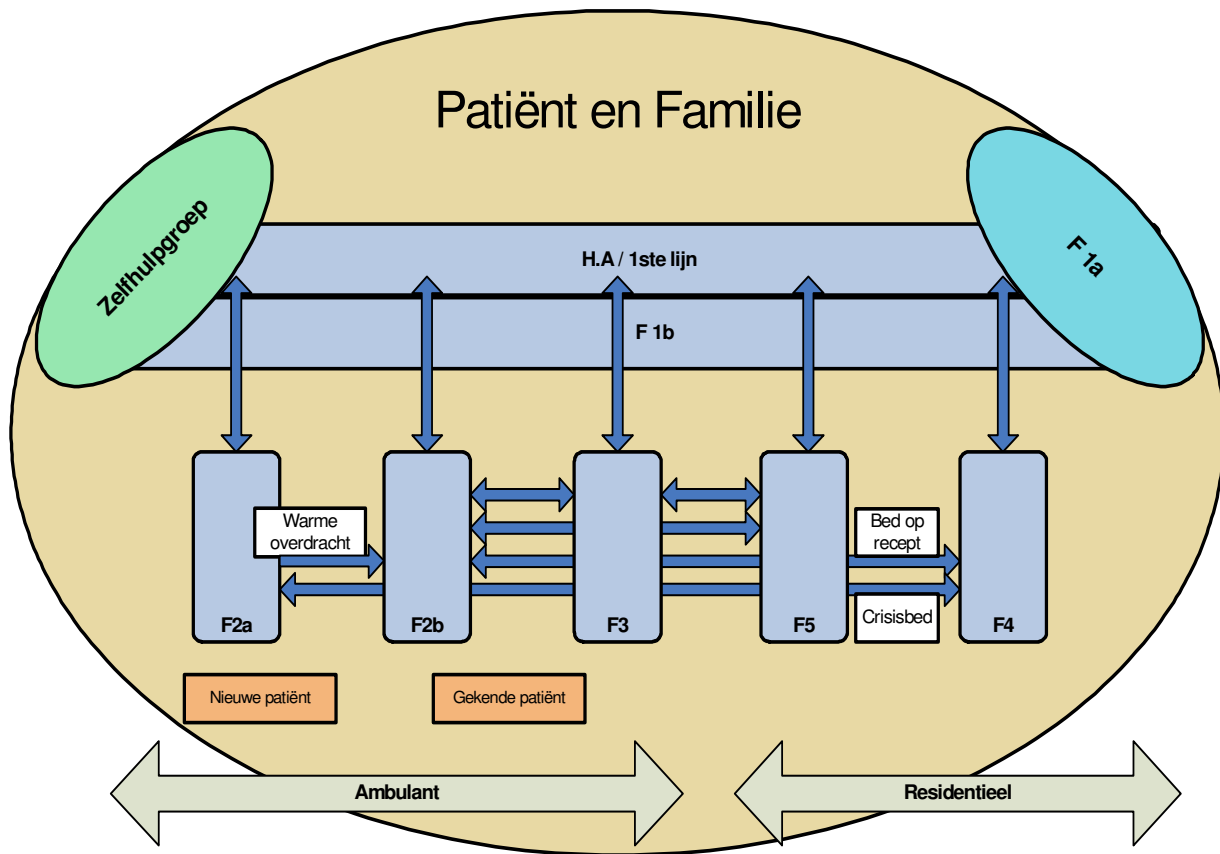 Patiënt en Familie
Zelfhulpgroep
F 1a
H.A / 1ste lijn
F 1b
Warme
overdracht
Bed op
recept
Crisisbed
F2a
F2b
F3
F5
F4
Nieuwe patiënt
Gekende patiënt
Ambulant
Residentieel